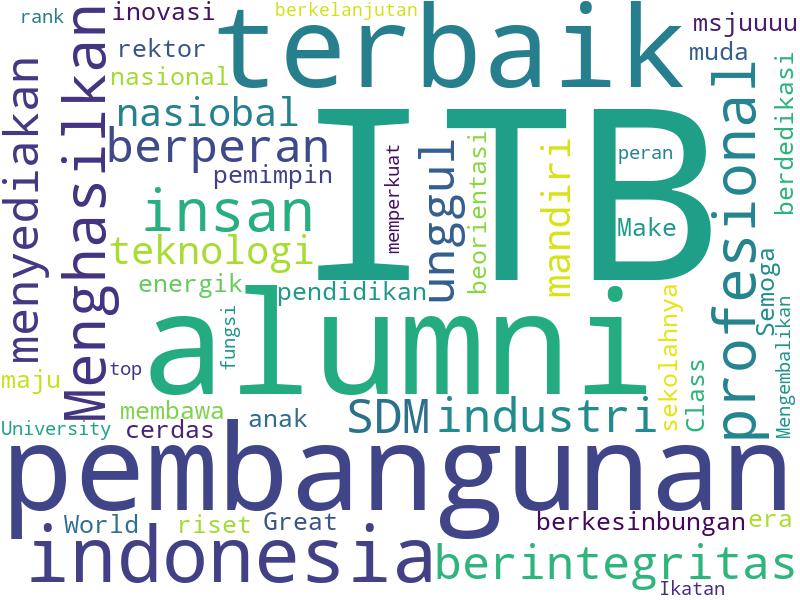 rank
inovasi
berkelanjutan
terbaik
msjuuuu
rektor
muda
nasional
menyediakan
Menghasilkan
nasiobal
ITB
profesional
berdedikasi
berperan
pemimpin
memperkuat
unggul
beorientasi
mandiri
peran
insan
Make
teknologi
Semoga
energik
pendidikan
alumni
fungsi
sekolahnya
Mengembalikan
maju
top
Class
membawa
University
cerdas
anak
SDM
industri
pembangunan
World
riset
Great
berkesinbungan
era
indonesia
berintegritas
Ikatan